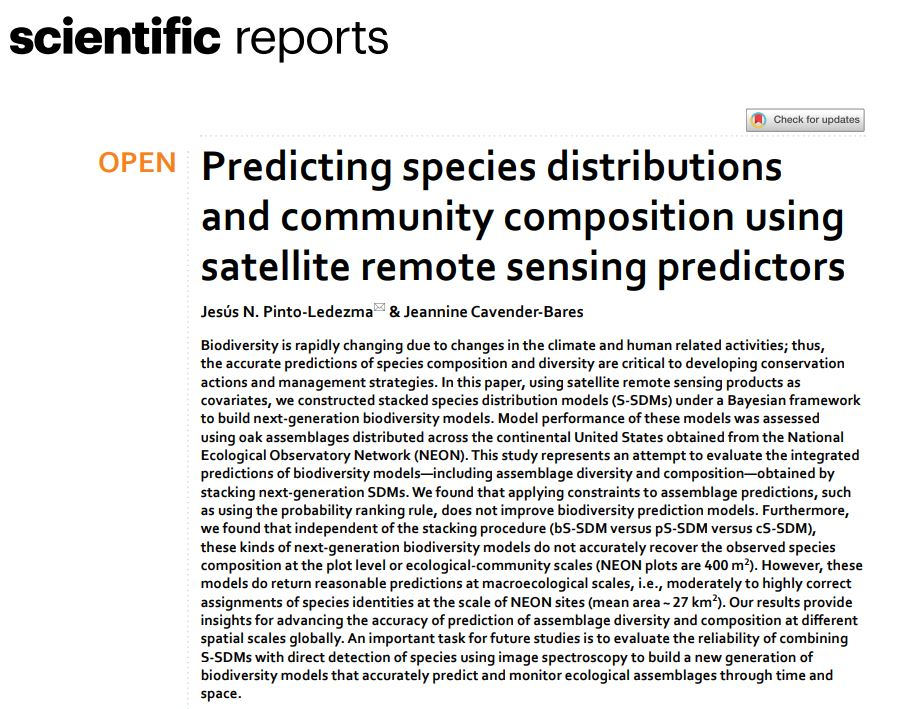 scientific reports
Check for updates
OPEN
Predicting species distributions
and community composition using
satellite remote sensing predictors
Jesús N. Pinto-Ledezma & Jeannine Cavender-Bares
Biodiversity is rapidly changing due to changes in the climate and human related activities; thus,
the accurate predictions of species composition and diversity are critical to developing conservation
actions and management strategies. In this paper, using satellite remote sensing products as
covariates, we constructed stacked species distribution models (S-SDMs) under a Bayesian framework
to build next-generation biodiversity models. Model performance of these models was assessed
using oak assemblages distributed across the continental United States obtained from the National
Ecological Observatory Network (NEON). This study represents an attempt to evaluate the integrated
predictions of biodiversity models—including assemblage diversity and composition—obtained by
stacking next-generation SDMs. We found that applying constraints to assemblage predictions, such
as using the probability ranking rule, does not improve biodiversity prediction models. Furthermore,
we found that independent of the stacking procedure (bS-SDM versus pS-SDM versus cS-SDM),
these kinds of next-generation biodiversity models do not accurately recover the observed species
composition at the plot level or ecological-community scales (NEON plots are 400 m²). However, these
models do return reasonable predictions at macroecological scales, i.e., moderately to highly correct
assignments of species identities at the scale of NEON sites (mean area ~ 27 km²). Our results provide
insights for advancing the accuracy of prediction of assemblage diversity and composition at different
spatial scales globally. An important task for future studies is to evaluate the reliability of combining
S-SDMs with direct detection of species using image spectroscopy to build a new generation of
biodiversity models that accurately predict and monitor ecological assemblages through time and
space.